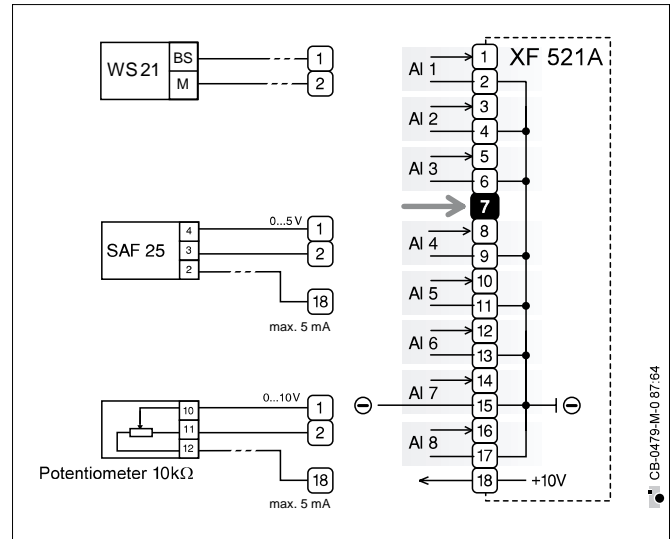 WS 21
BS
M
1
2
SAF 25
4
3
2
0...5 V
1
2
18
max. 5 mA
10
11
12
0...10V
1
2
18
max. 5 mA
Potentiometer 10kΩ
XF 521A
AI 1
1
2
AI 2
3
4
AI 3
5
6
7
AI 4
8
9
AI 5
10
11
AI 6
12
13
AI 7
14
15
AI 8
16
17
18
+10V
CB-0479-M-0 87:64